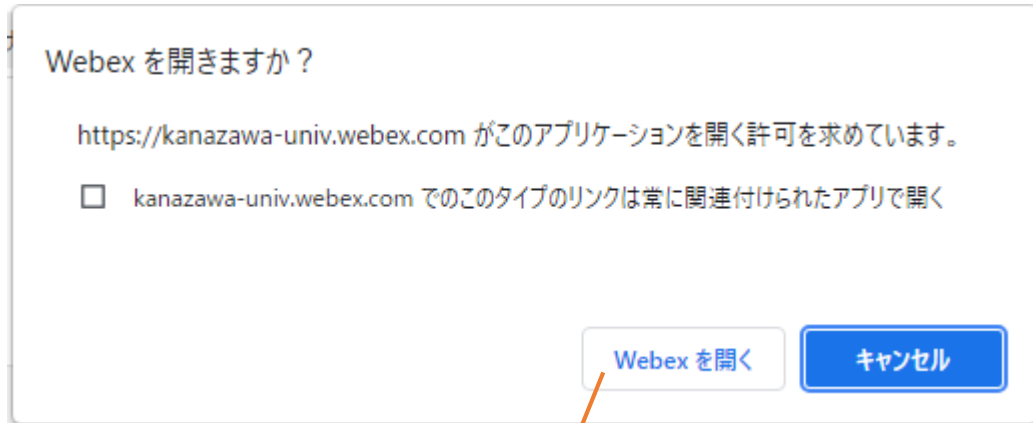 Webex を開きますか？
https://kanazawa-univ.webex.com がこのアプリケーションを開く許可を求めています。
kanazawa-univ.webex.com でのこのタイプのリンクは常に関連付けられたアプリで開く
Webex を開く
キャンセル